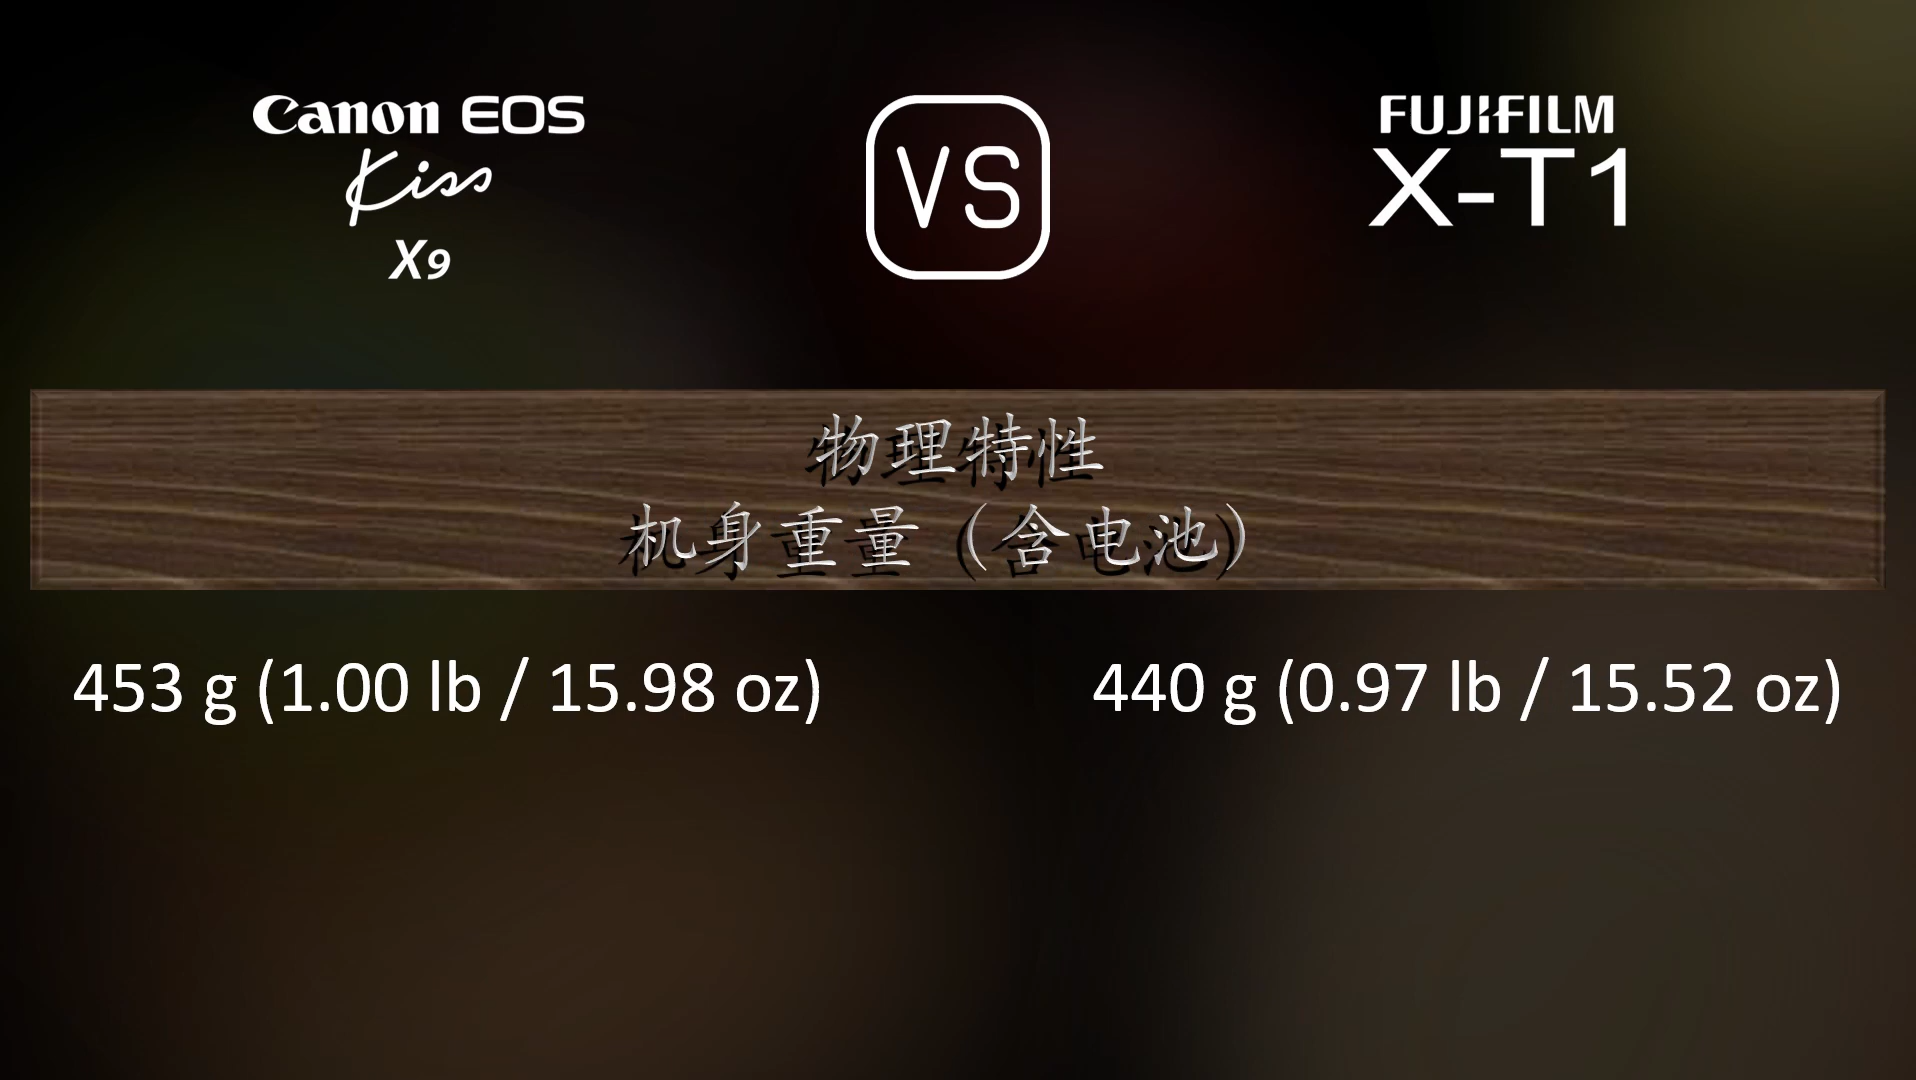 Canon EOS
Kiss
X9
VS
FUJIFILM
X-T1
物理特性
机身重量（含电池）
453 g (1.00 lb / 15.98 oz)
440 g (0.97 lb / 15.52 oz)